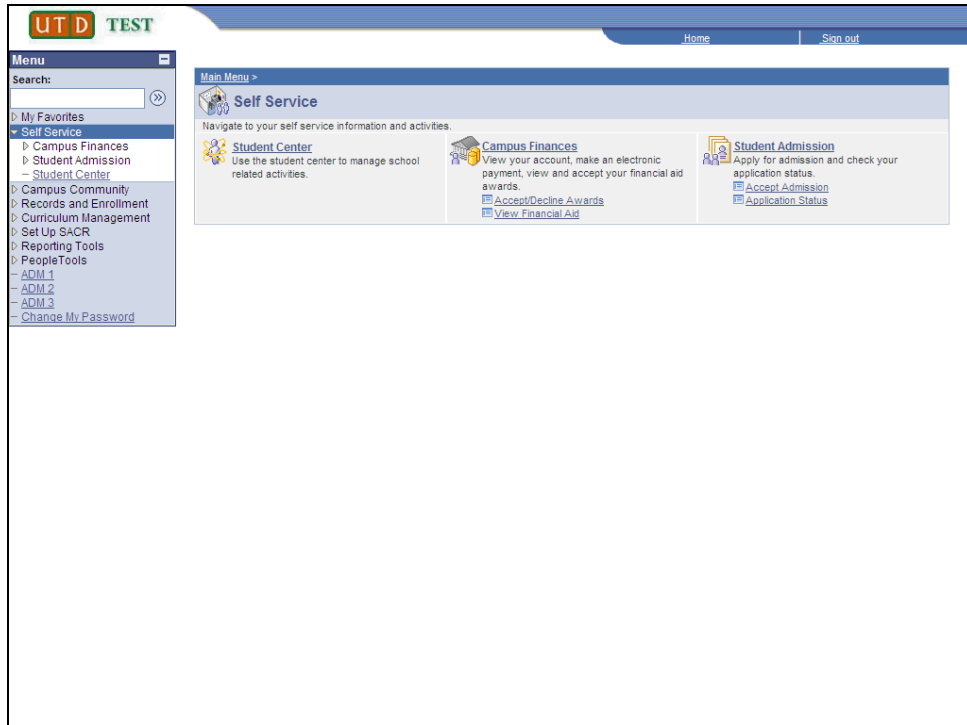 UTD TEST
Home
Sign out
Menu
Search:
My Favorites
Self Service
Campus Finances
Student Admission
Student Center
Campus Community
Records and Enrollment
Curriculum Management
Set Up SACR
Reporting Tools
PeopleTools
ADM 1
ADM 2
ADM 3
Change My Password
Main Menu >
Self Service
Navigate to your self service information and activities.
Student Center
Use the student center to manage school
related activities.
Campus Finances
View your account, make an electronic
payment, view and accept your financial aid
awards.
Accept/Decline Awards
View Financial Aid
Student Admission
Apply for admission and check your
application status.
Accept Admission
Application Status